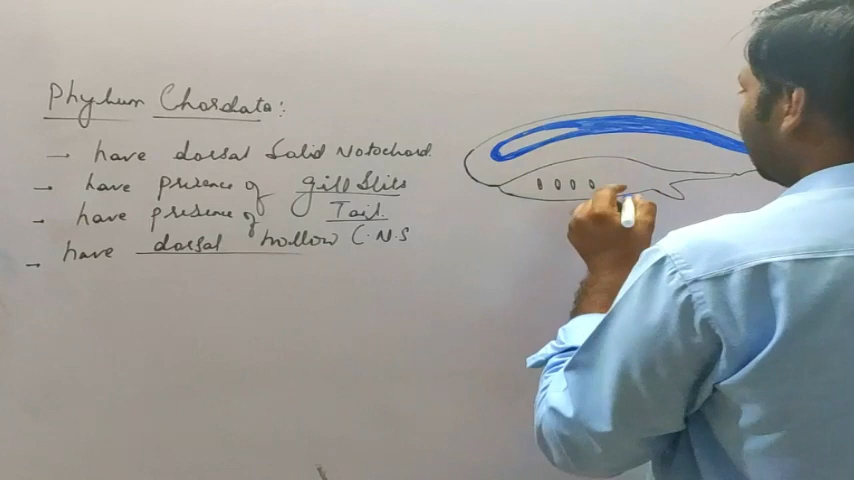 Phylum Chordata:
→ have dorsal Solid Notochord.
→ have presence of gill Slits
→ have presence of Tail.
→ have dorsal hollow C.N.S